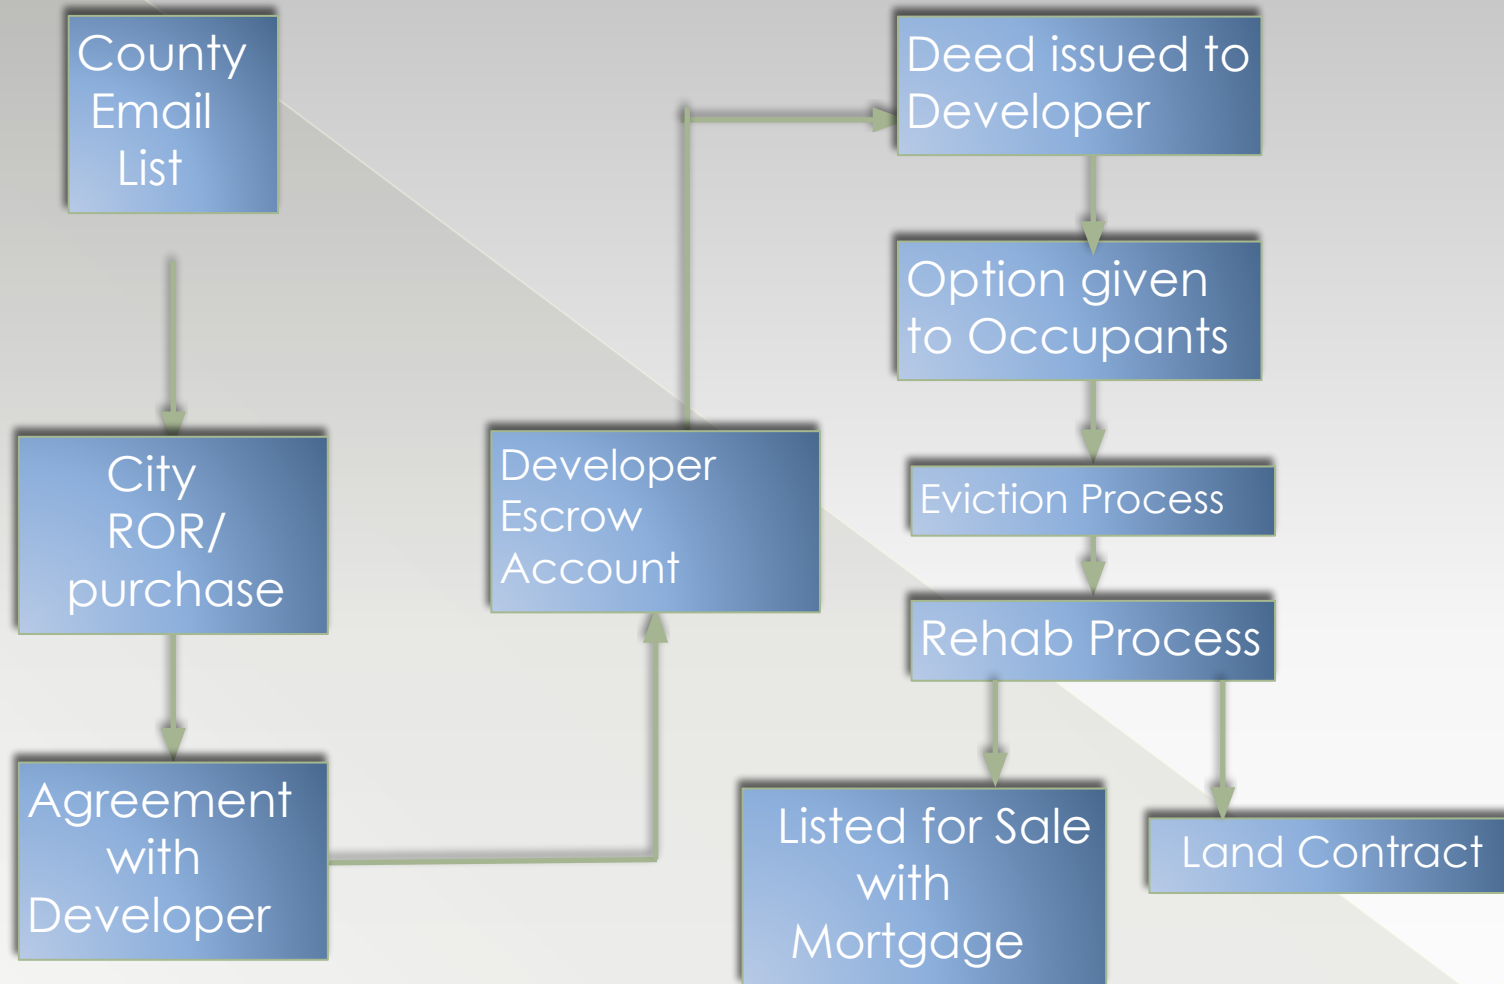 County
Email
List
City
ROR/
purchase
Agreement
with
Developer
Developer
Escrow
Account
Deed issued to
Developer
Option given
to Occupants
Eviction Process
Rehab Process
Listed for Sale
with
Mortgage
Land Contract